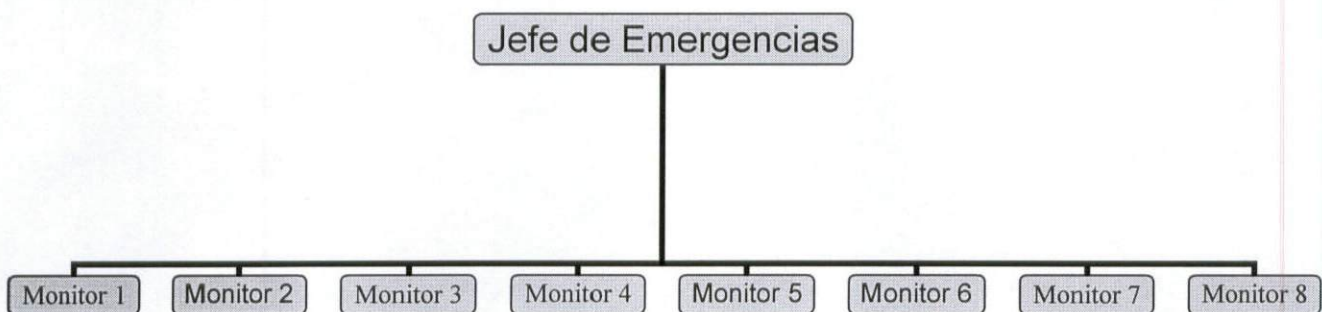 Jefe de Emergencias
Monitor 1
Monitor 2
Monitor 3
Monitor 4
Monitor 5
Monitor 6
Monitor 7
Monitor 8